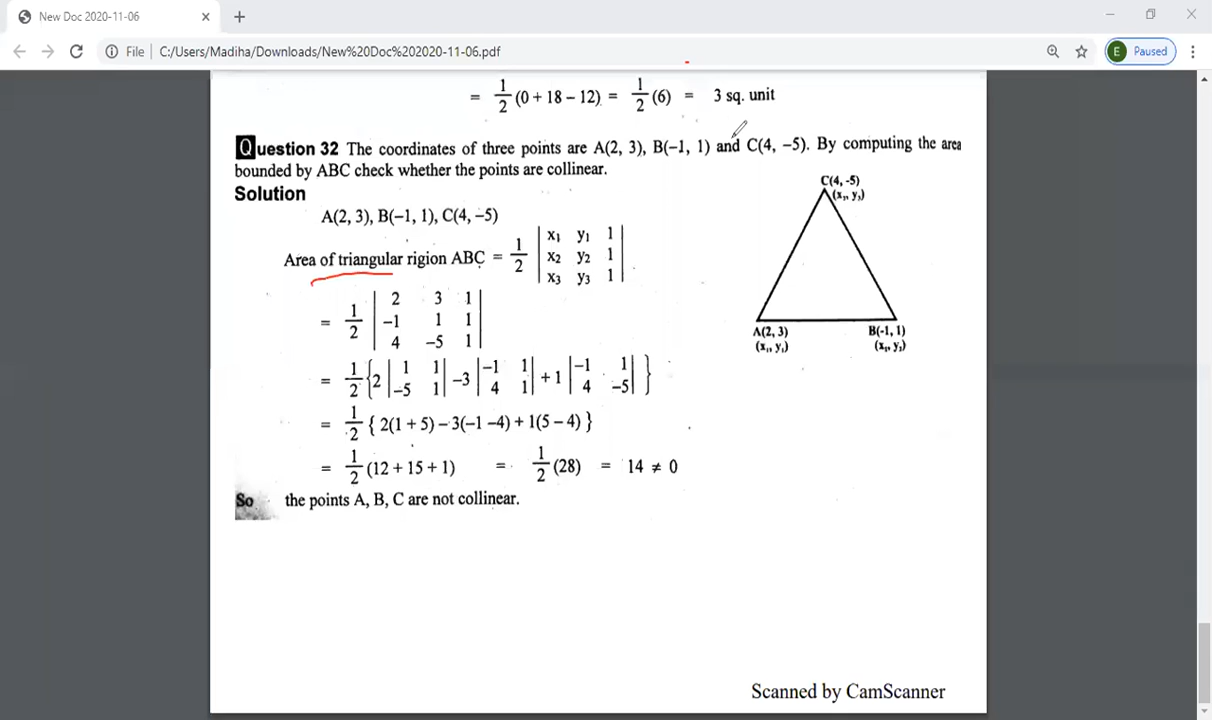 New Doc 2020-11-06
File C:/Users/Madiha/Downloads/New%20Doc%202020-11-06.pdf E Paused
= 1/2 (0 + 18 – 12) = 1/2 (6) = 3 sq. unit
Question 32 The coordinates of three points are A(2, 3), B(–1, 1) and C(4, –5). By computing the area
bounded by ABC check whether the points are collinear.
Solution
A(2, 3), B(–1, 1), C(4, –5)
Area of triangular rigion ABC = 1/2 | x1 y1 1 |
| x2 y2 1 |
| x3 y3 1 |
= 1/2 | 2 3 1 |
| –1 1 1 |
| 4 –5 1 |
= 1/2 { 2 | 1 1 | –3 | –1 1 | + 1 | –1 1 | }
| –5 1 | | 4 1 | | 4 –5 |
= 1/2 { 2(1 + 5) – 3(–1 –4) + 1(5 – 4) }
= 1/2 (12 + 15 + 1) = 1/2 (28) = 14 ≠ 0
So the points A, B, C are not collinear.
C(4, -5)
A(2, 3) B(-1, 1)
Scanned by CamScanner